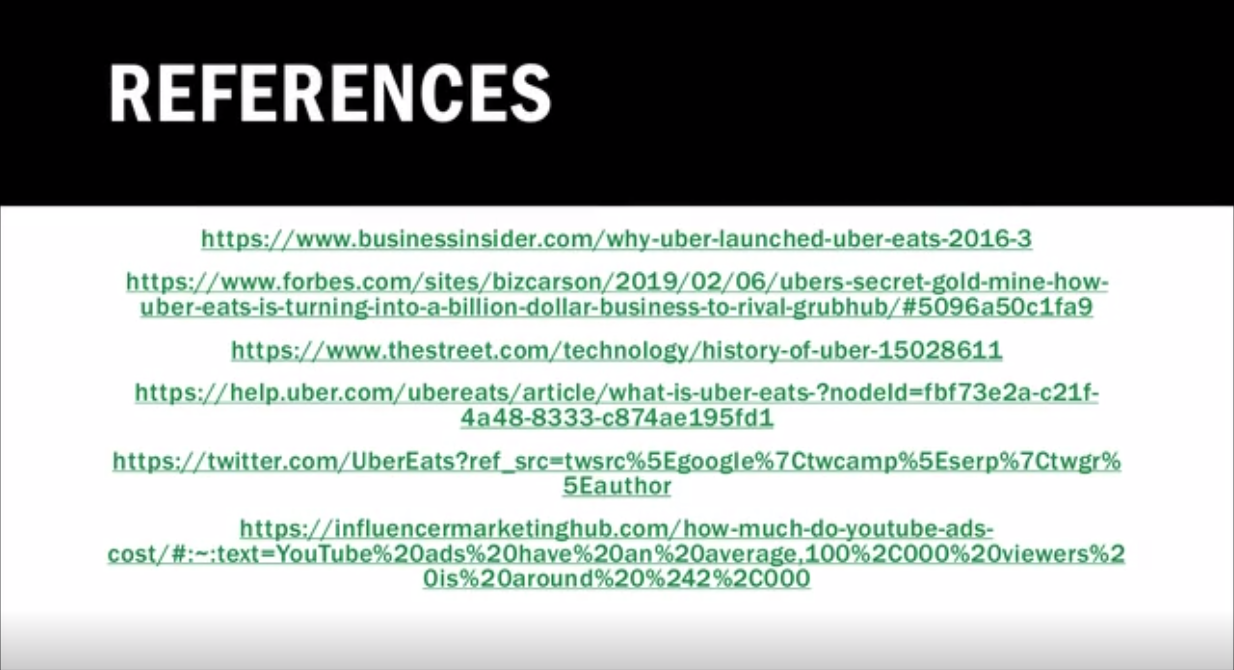 REFERENCES
https://www.businessinsider.com/why-uber-launched-uber-eats-2016-3
https://www.forbes.com/sites/bizcarson/2019/02/06/ubers-secret-gold-mine-how-
uber-eats-is-turning-into-a-billion-dollar-business-to-rival-grubhub/#5096a50c1fa9
https://www.thestreet.com/technology/history-of-uber-15028611
https://help.uber.com/ubereats/article/what-is-uber-eats-?nodeId=fbf73e2a-c21f-
4a48-8333-c874ae195fd1
https://twitter.com/UberEats?ref_src=twsrc%5Egoogle%7Ctwcamp%5Eserp%7Ctwgr%
5Eauthor
https://influencermarketinghub.com/how-much-do-youtube-ads-
cost/#:~:text=YouTube%20ads%20have%20an%20average,100%2C000%20viewers%2
0is%20around%20%242%2C000